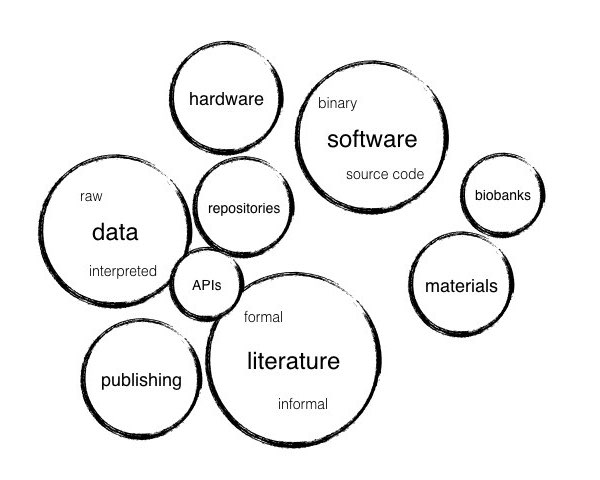 hardware
binary
software
source code
raw
data
interpreted
repositories
biobanks
APIs
materials
formal
literature
informal
publishing